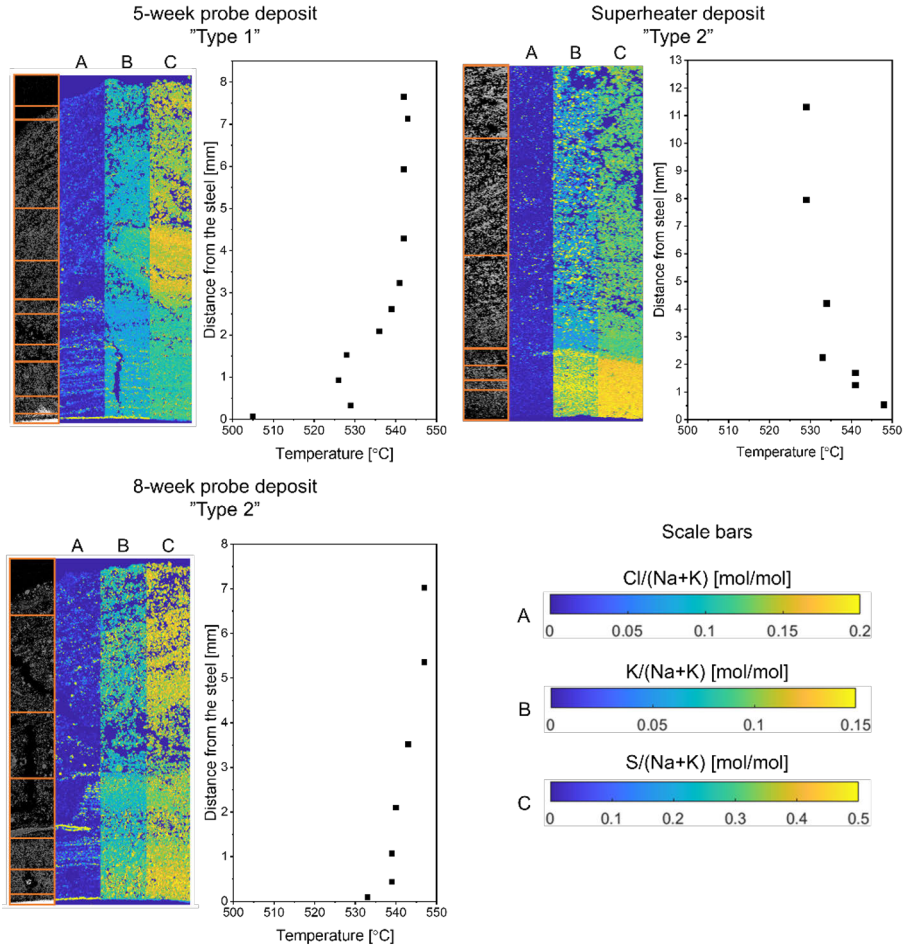 5-week probe deposit
"Type 1"
A B C
8
7
6
5
4
3
2
1
0
Distance from the steel [mm]
500 510 520 530 540 550
Temperature [°C]
Superheater deposit
"Type 2"
A B C
13
12
11
10
9
8
7
6
5
4
3
2
1
0
Distance from steel [mm]
500 510 520 530 540 550
Temperature [°C]
8-week probe deposit
"Type 2"
A B C
8
7
6
5
4
3
2
1
0
Distance from the steel [mm]
500 510 520 530 540 550
Temperature [°C]
Scale bars
Cl/(Na+K) [mol/mol]
A
0 0.05 0.1 0.15 0.2
K/(Na+K) [mol/mol]
B
0 0.05 0.1 0.15
S/(Na+K) [mol/mol]
C
0 0.1 0.2 0.3 0.4 0.5